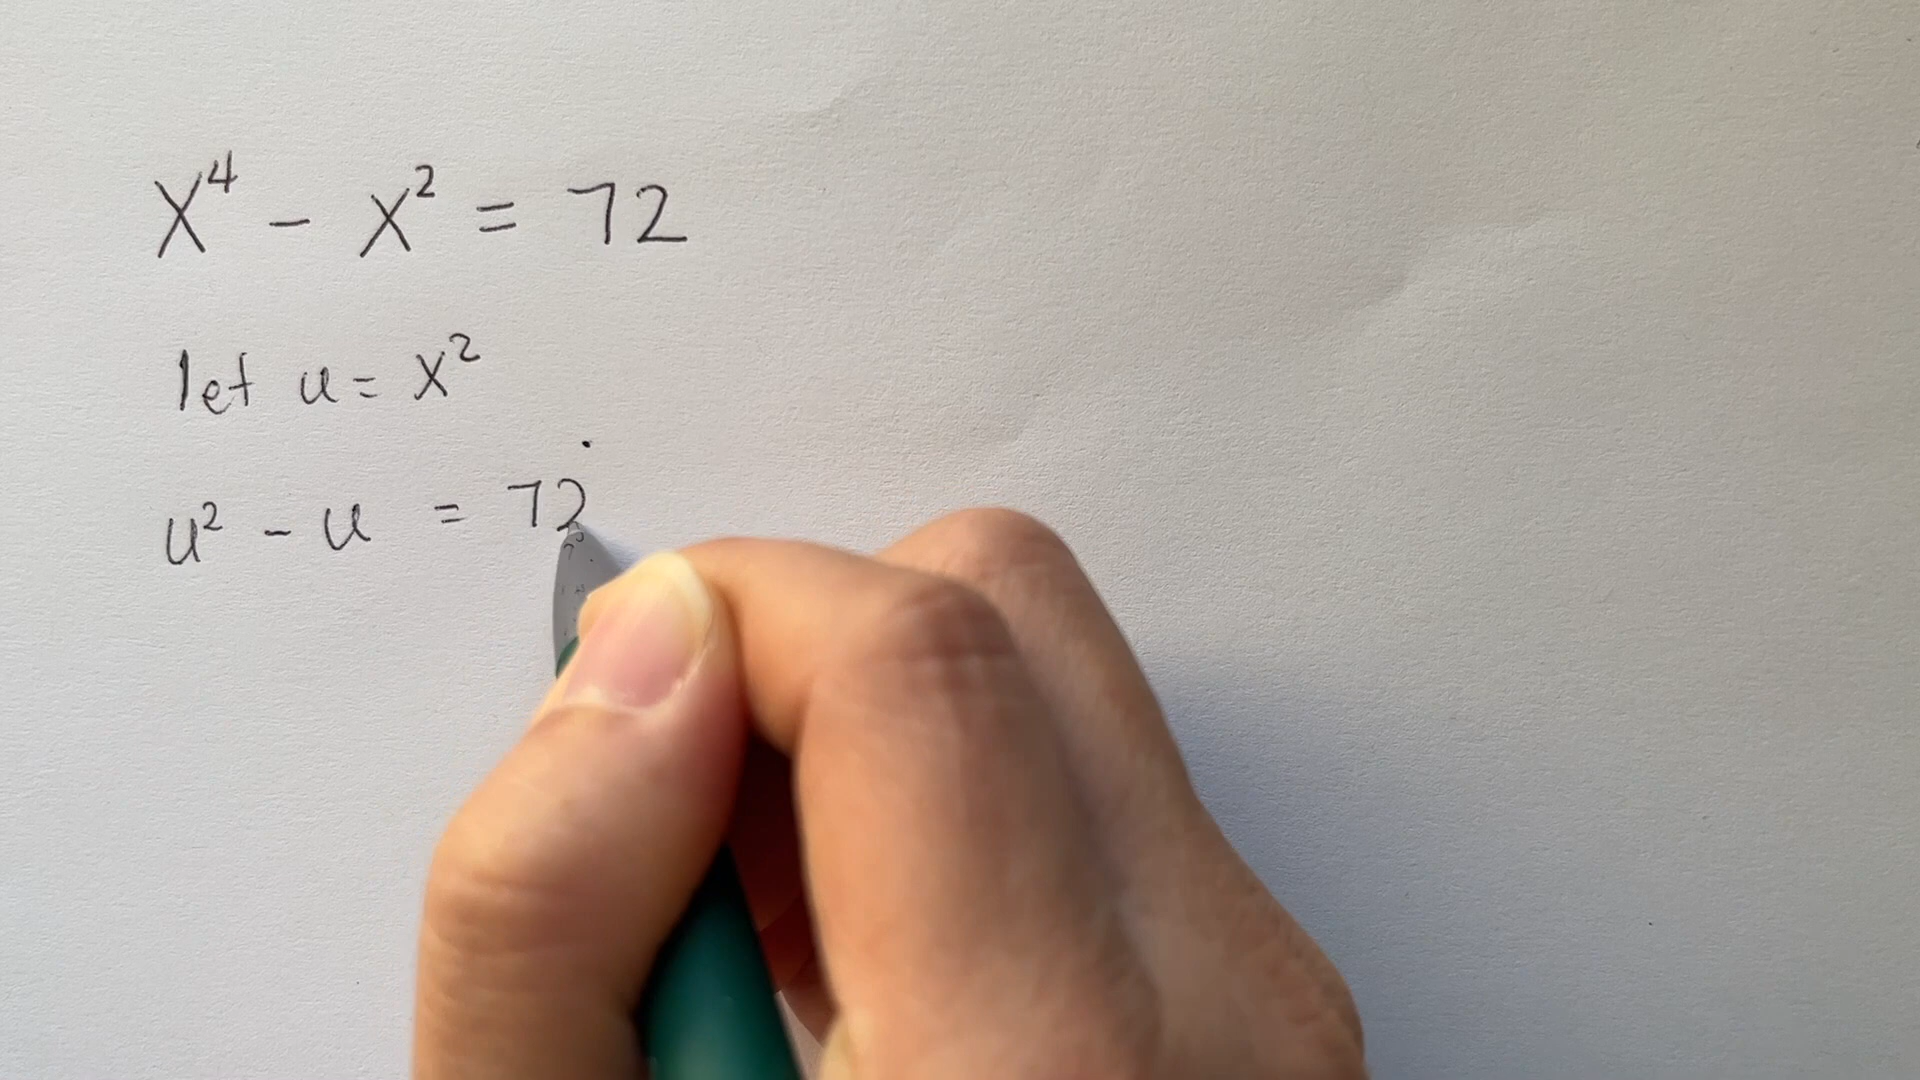 x⁴ - x² = 72
let u = x²
u² - u = 72